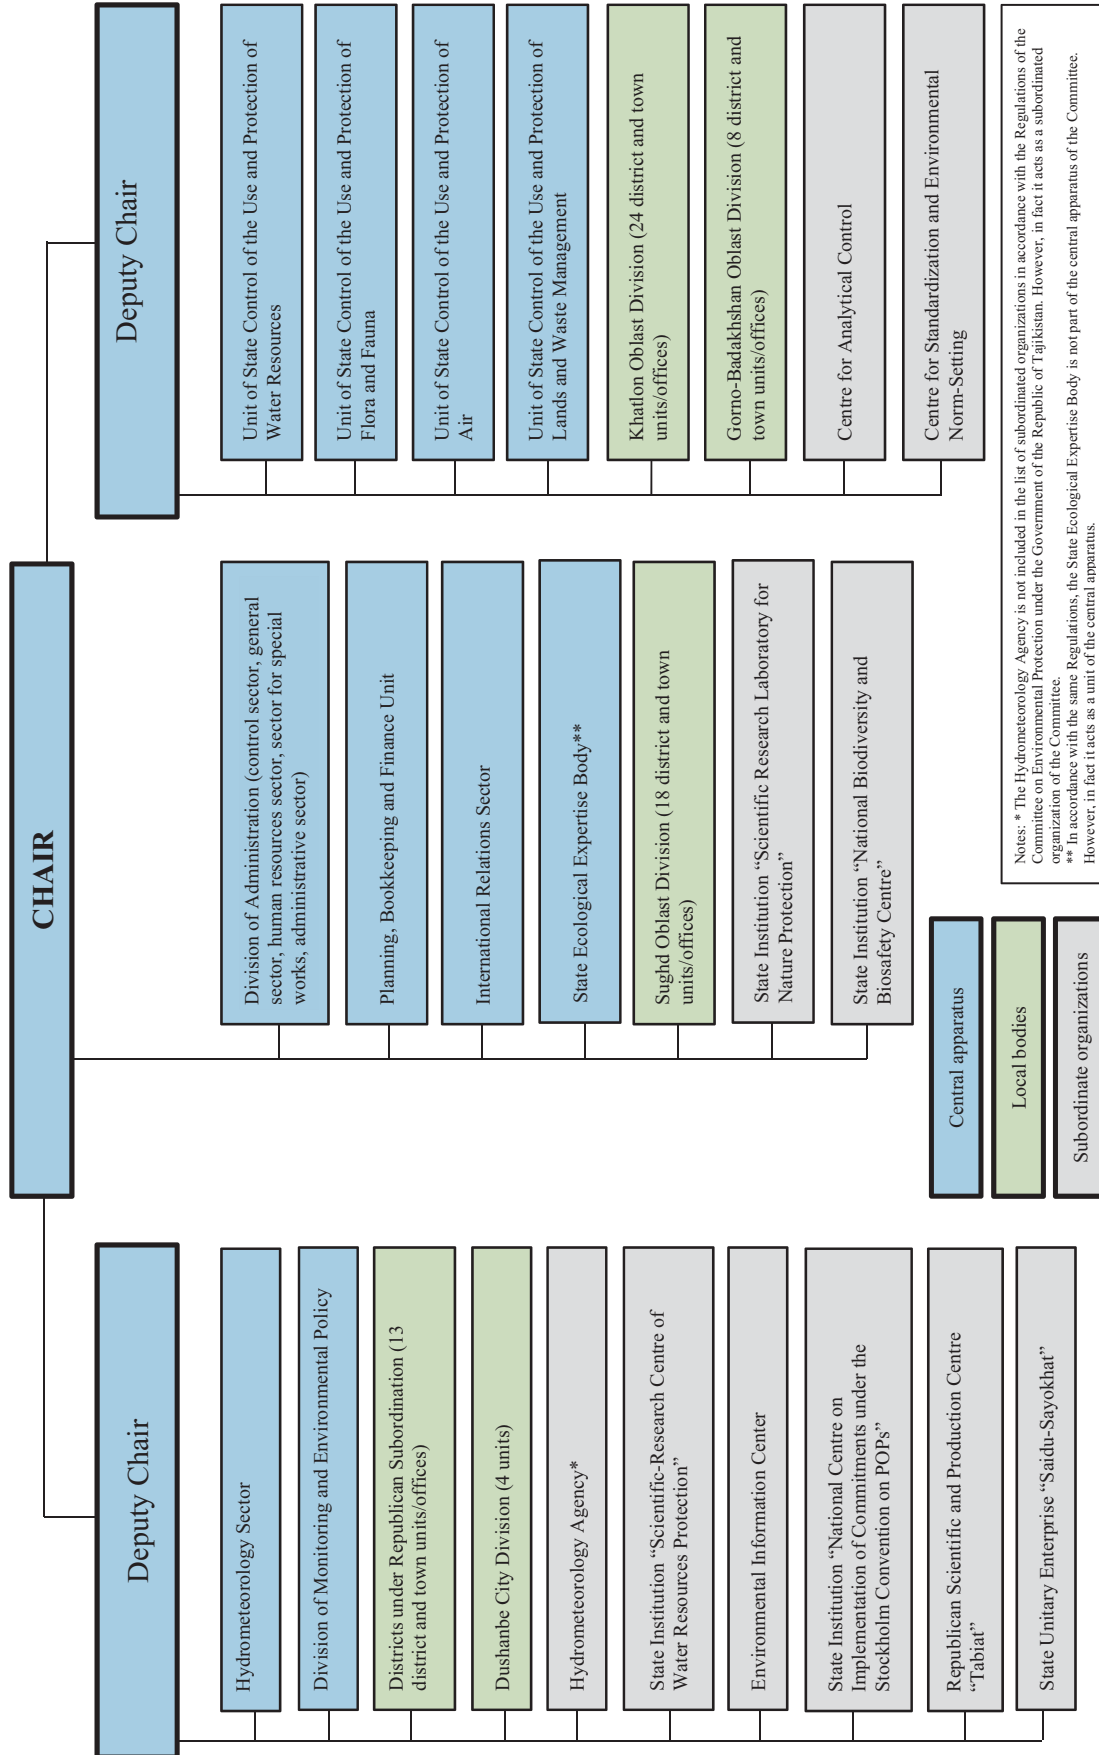 CHAIR
Deputy Chair
Hydrometeorology Sector
Division of Monitoring and Environmental Policy
Districts under Republican Subordination (13
district and town units/offices)
Dushanbe City Division (4 units)
Hydrometeorology Agency*
State Institution “Scientific-Research Centre of
Water Resources Protection”
Environmental Information Center
State Institution “National Centre on
Implementation of Commitments under the
Stockholm Convention on POPs”
Republican Scientific and Production Centre
“Tabiat”
State Unitary Enterprise “Saidu-Sayokhat”
Division of Administration (control sector, general
sector, human resources sector, sector for special
works, administrative sector)
Planning, Bookkeeping and Finance Unit
International Relations Sector
State Ecological Expertise Body**
Sughd Oblast Division (18 district and town
units/offices)
State Institution “Scientific Research Laboratory for
Nature Protection”
State Institution “National Biodiversity and
Biosafety Centre”
Deputy Chair
Unit of State Control of the Use and Protection of
Water Resources
Unit of State Control of the Use and Protection of
Flora and Fauna
Unit of State Control of the Use and Protection of
Air
Unit of State Control of the Use and Protection of
Lands and Waste Management
Khatlon Oblast Division (24 district and town
units/offices)
Gorno-Badakhshan Oblast Division (8 district and
town units/offices)
Centre for Analytical Control
Centre for Standardization and Environmental
Norm-Setting
Central apparatus
Local bodies
Subordinate organizations
Notes: * The Hydrometeorology Agency is not included in the list of subordinated organizations in accordance with the Regulations of the
Committee on Environmental Protection under the Government of the Republic of Tajikistan. However, in fact it acts as a subordinated
organization of the Committee.
** In accordance with the same Regulations, the State Ecological Expertise Body is not part of the central apparatus of the Committee.
However, in fact it acts as a unit of the central apparatus.